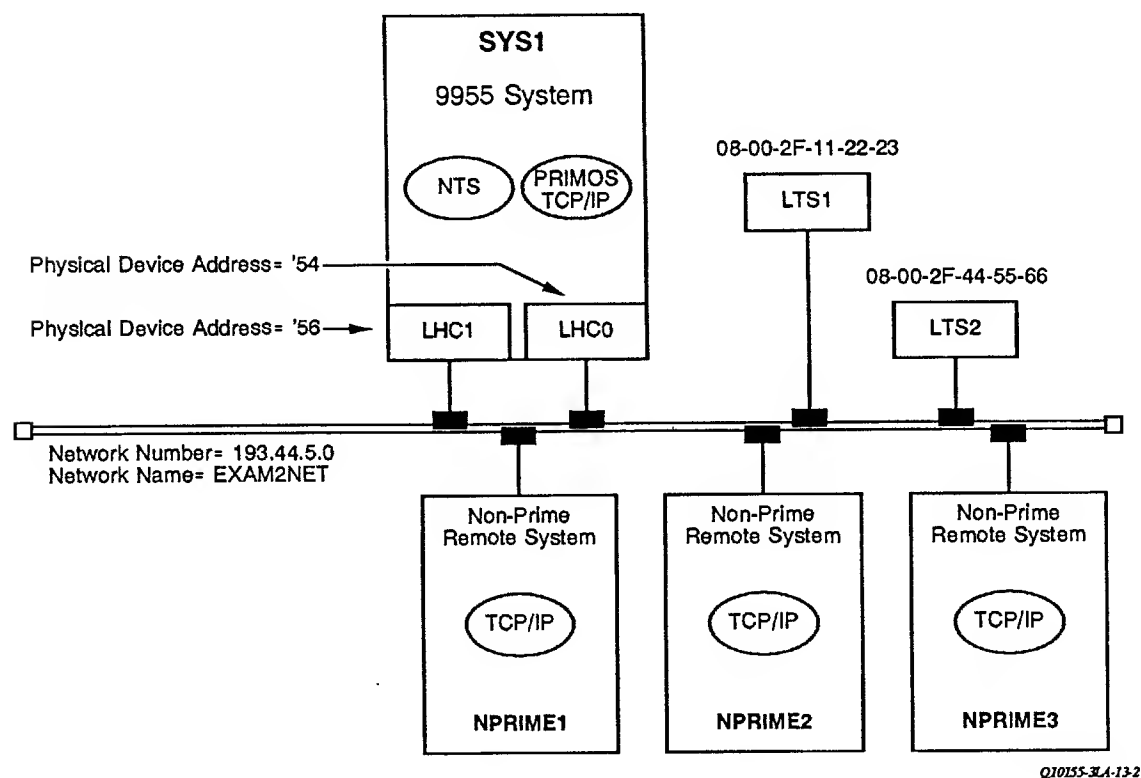 SYS1
9955 System
NTS
PRIMOS
TCP/IP
08-00-2F-11-22-23
LTS1
Physical Device Address= '54
08-00-2F-44-55-66
Physical Device Address= '56
LHC1
LHC0
LTS2
Network Number= 193.44.5.0
Network Name= EXAM2NET
Non-Prime
Remote System
TCP/IP
NPRIME1
Non-Prime
Remote System
TCP/IP
NPRIME2
Non-Prime
Remote System
TCP/IP
NPRIME3
Q10155-3LA-13-2